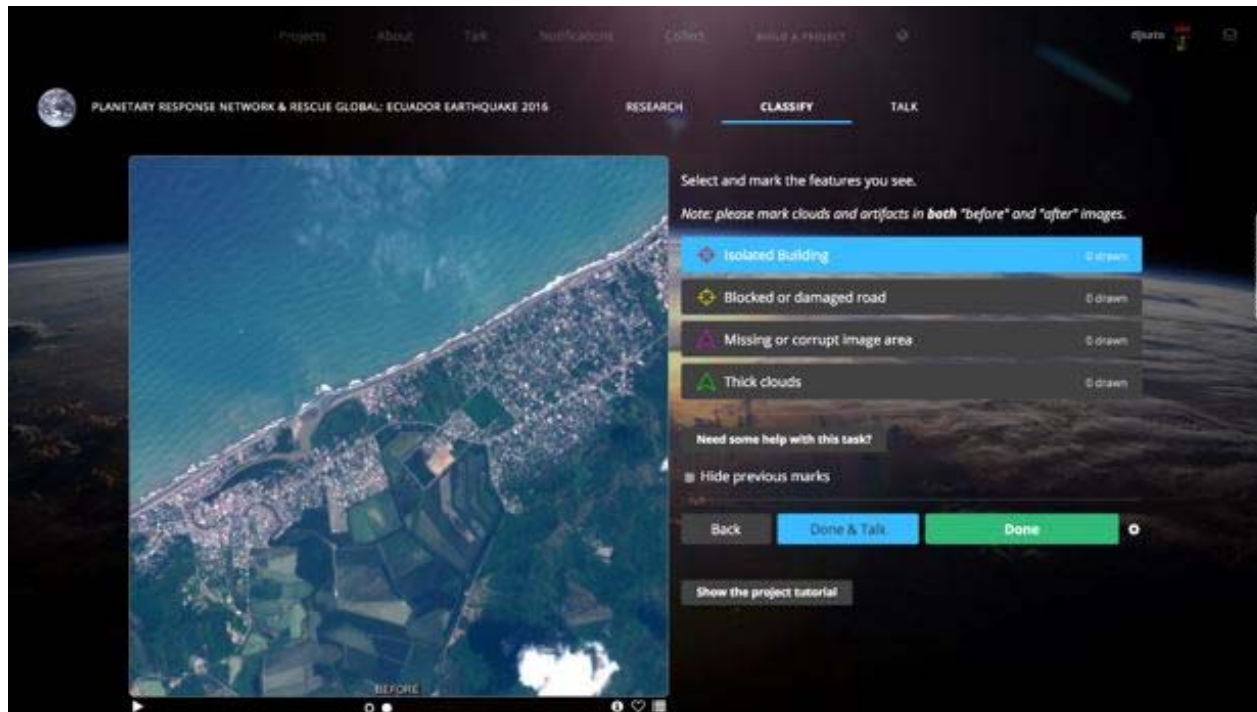 Projects About Talk Notifications Collect BUILD A PROJECT
PLANETARY RESPONSE NETWORK & RESCUE GLOBAL: ECUADOR EARTHQUAKE 2016 RESEARCH CLASSIFY TALK
Select and mark the features you see.
Note: please mark clouds and artifacts in both "before" and "after" images.
Isolated Building 0 drawn
Blocked or damaged road 0 drawn
Missing or corrupt image area 0 drawn
Thick clouds 0 drawn
Need some help with this task?
Hide previous marks
Back Done & Talk Done
Show the project tutorial
BEFORE